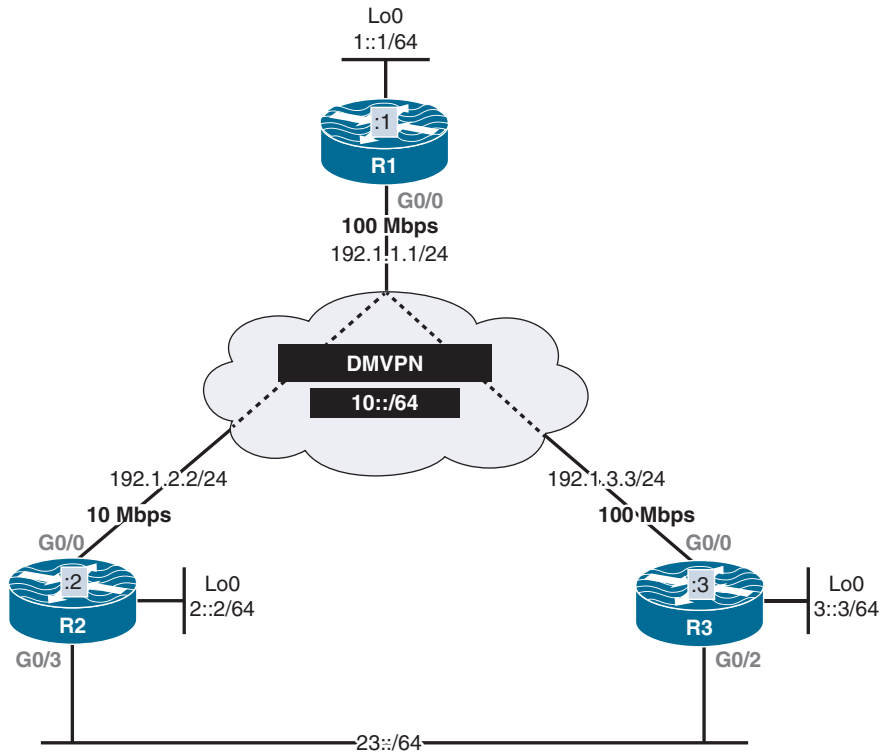 Lo0
1::1/64
:1
R1
G0/0
100 Mbps
192.1.1.1/24
DMVPN
10::/64
192.1.2.2/24
10 Mbps
G0/0
192.1.3.3/24
100 Mbps
G0/0
:2
R2
G0/3
Lo0
2::2/64
:3
R3
G0/2
Lo0
3::3/64
23::/64